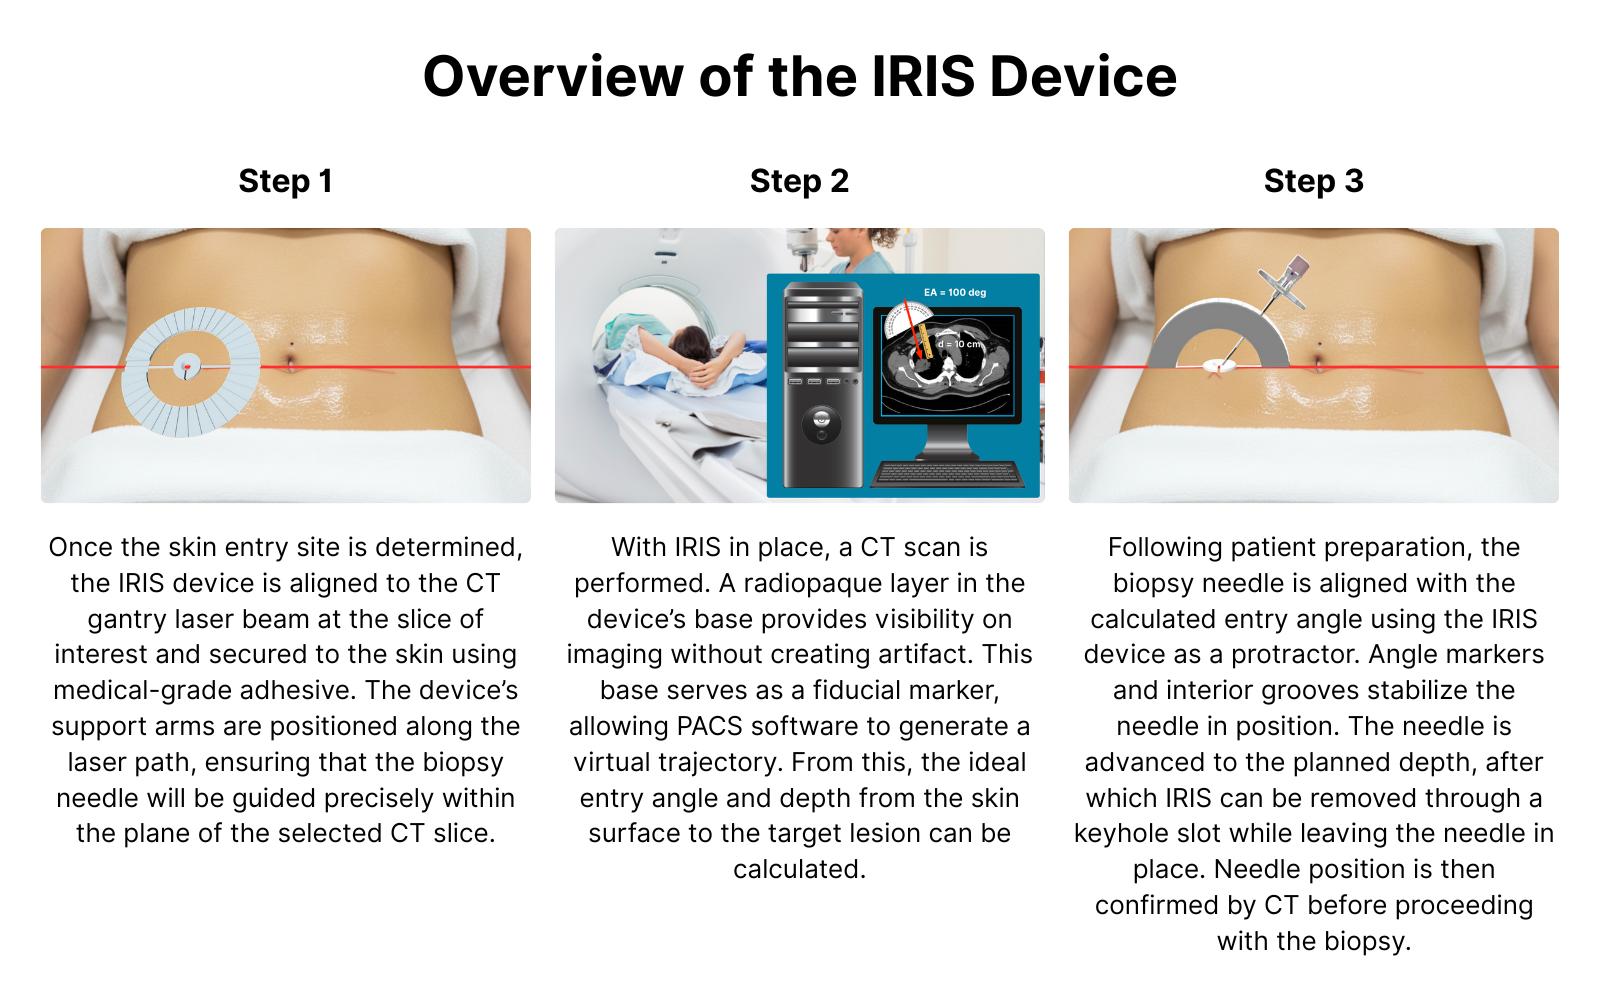 Overview of the IRIS Device
Step 1
Once the skin entry site is determined,
the IRIS device is aligned to the CT
gantry laser beam at the slice of
interest and secured to the skin using
medical-grade adhesive. The device’s
support arms are positioned along the
laser path, ensuring that the biopsy
needle will be guided precisely within
the plane of the selected CT slice.
Step 2
EA = 100 deg
d = 10 cm
With IRIS in place, a CT scan is
performed. A radiopaque layer in the
device’s base provides visibility on
imaging without creating artifact. This
base serves as a fiducial marker,
allowing PACS software to generate a
virtual trajectory. From this, the ideal
entry angle and depth from the skin
surface to the target lesion can be
calculated.
Step 3
Following patient preparation, the
biopsy needle is aligned with the
calculated entry angle using the IRIS
device as a protractor. Angle markers
and interior grooves stabilize the
needle in position. The needle is
advanced to the planned depth, after
which IRIS can be removed through a
keyhole slot while leaving the needle in
place. Needle position is then
confirmed by CT before proceeding
with the biopsy.